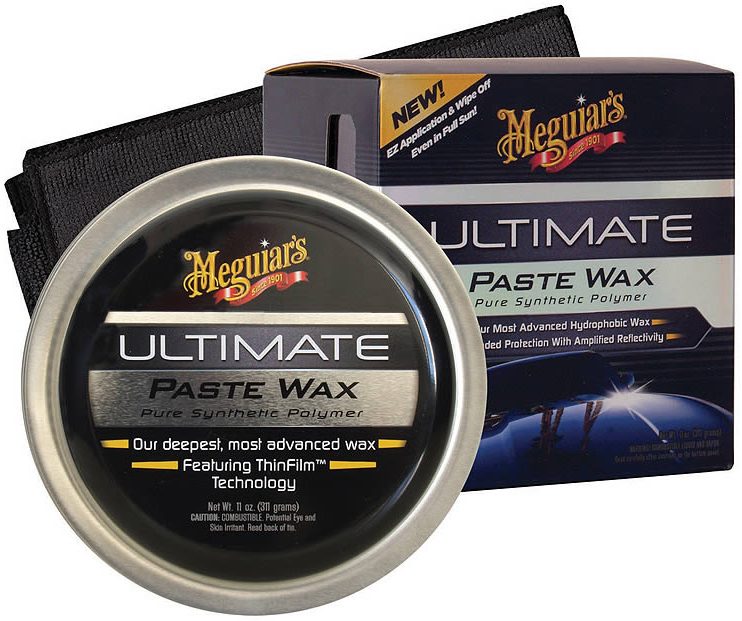 Meguiar's
Since 1901
ULTIMATE
PASTE WAX
Pure Synthetic Polymer
Our deepest, most advanced wax
Featuring ThinFilm™
Technology
Net Wt. 11 oz. (311 grams)
CAUTION: COMBUSTIBLE. Potential Eye and
Skin Irritant. Read back of tin.
NEW!
EZ Application & Wipe Off
Even in Full Sun!
Meguiar's
Since 1901
ULTIMATE
PASTE WAX
Pure Synthetic Polymer
Most Advanced Hydrophobic Wax
Protection With Amplified Reflectivity